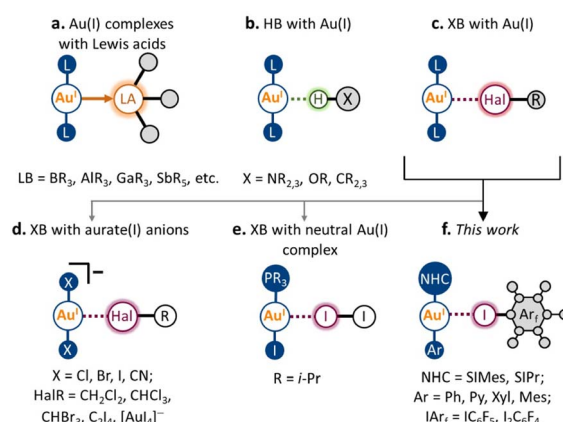 a. Au(I) complexes
with Lewis acids
b. HB with Au(I)
c. XB with Au(I)
L
L
L
Au^I
LA
Au^I
H
X
Au^I
Hal
R
L
L
L
LB = BR₃, AlR₃, GaR₃, SbR₅, etc.
X = NR₂,₃, OR, CR₂,₃
d. XB with aurate(I) anions
e. XB with neutral Au(I)
complex
f. This work
X
–
PR₃
NHC
Au^I
Hal
R
Au^I
I
I
Au^I
I
Ar_f
X
I
Ar
X = Cl, Br, I, CN;
HalR = CH₂Cl₂, CHCl₃,
CHBr₃, C₂I₄, [AuI₄]⁻
R = i-Pr
NHC = SIMes, SIPr;
Ar = Ph, Py, Xyl, Mes;
IAr_f = IC₆F₅, I₂C₆F₄